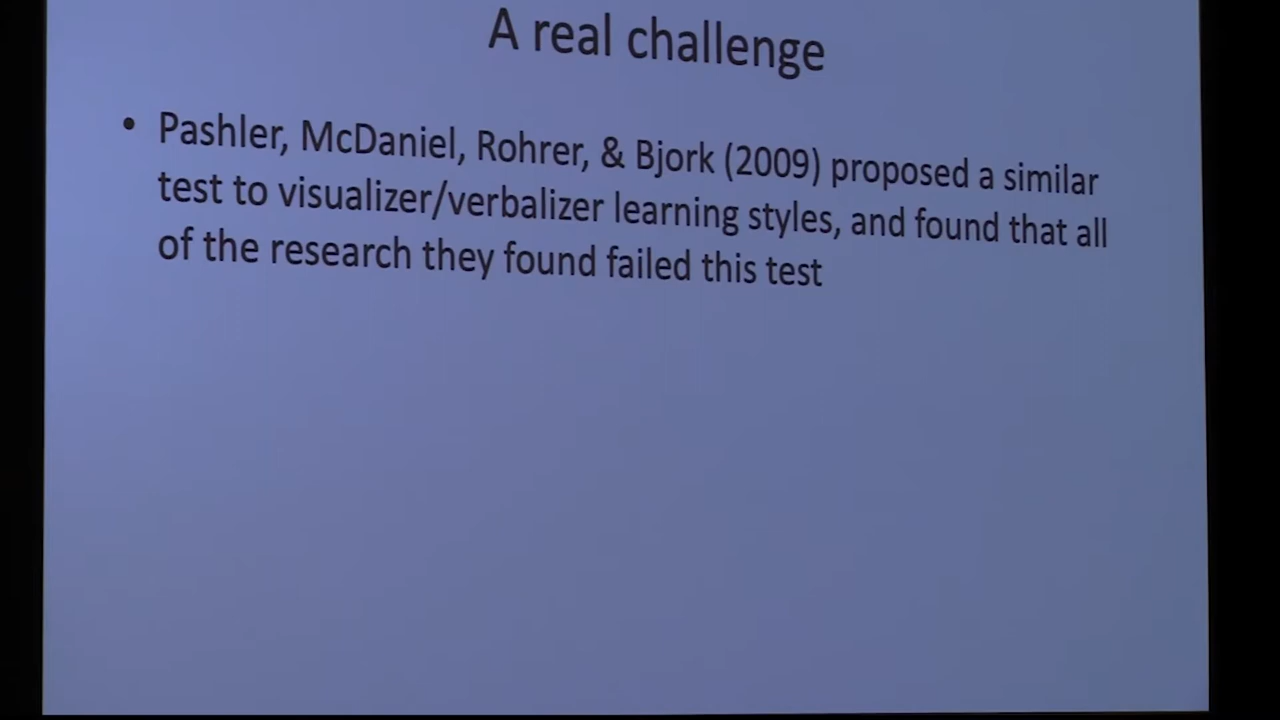 A real challenge
• Pashler, McDaniel, Rohrer, & Bjork (2009) proposed a similar
test to visualizer/verbalizer learning styles, and found that all
of the research they found failed this test